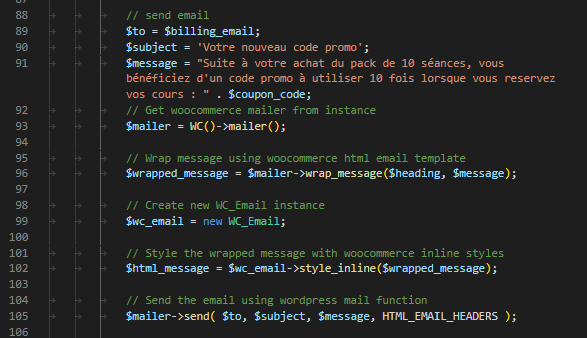 88 // send email
89 $to = $billing_email;
90 $subject = 'Votre nouveau code promo';
91 $message = "Suite à votre achat du pack de 10 séances, vous
bénéficiez d'un code promo à utiliser 10 fois lorsque vous reservez
vos cours : " . $coupon_code;
92 // Get woocommerce mailer from instance
93 $mailer = WC()->mailer();
94
95 // Wrap message using woocommerce html email template
96 $wrapped_message = $mailer->wrap_message($heading, $message);
97
98 // Create new WC_Email instance
99 $wc_email = new WC_Email;
100
101 // Style the wrapped message with woocommerce inline styles
102 $html_message = $wc_email->style_inline($wrapped_message);
103
104 // Send the email using wordpress mail function
105 $mailer->send( $to, $subject, $message, HTML_EMAIL_HEADERS );
106